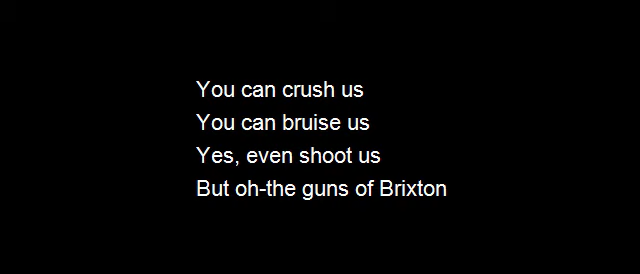 You can crush us
You can bruise us
Yes, even shoot us
But oh-the guns of Brixton